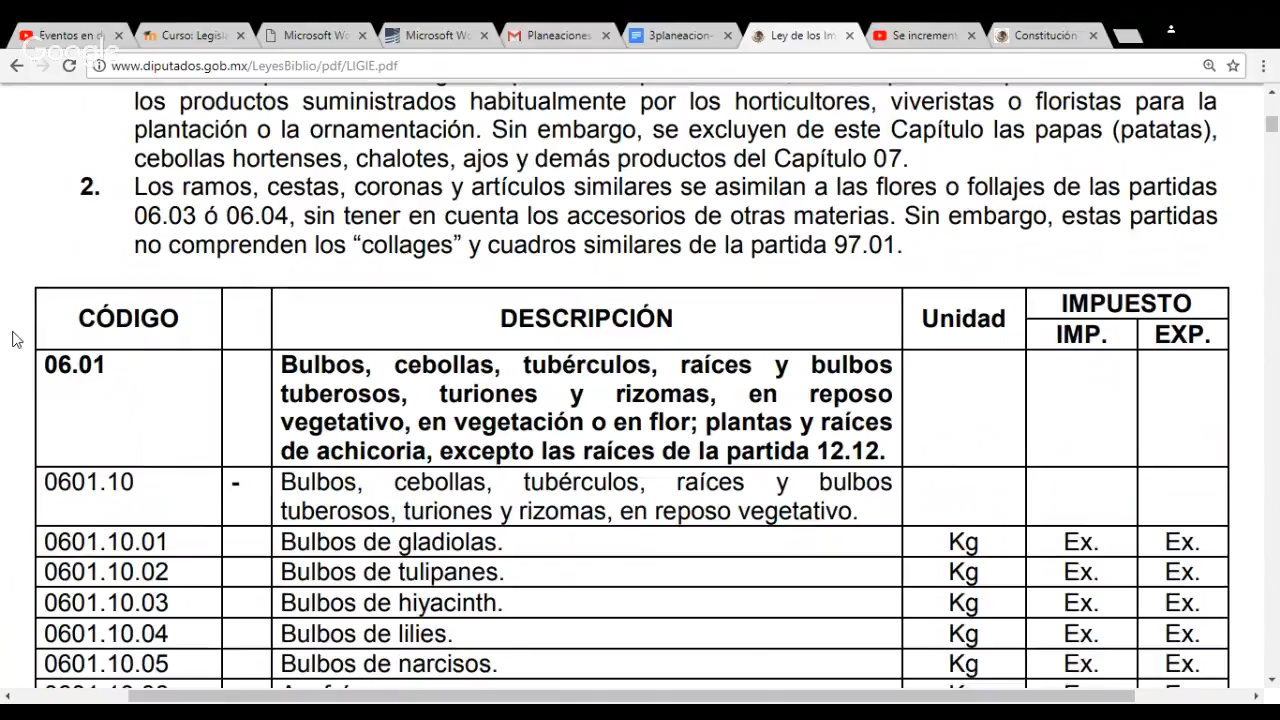 Eventos en d
Curso: Legisla
Microsoft Wo
Microsoft Wo
Planeaciones
3planeacion-
Ley de los Im
Se increment
Constitución
Google
www.diputados.gob.mx/LeyesBiblio/pdf/LIGIE.pdf
los productos suministrados habitualmente por los horticultores, viveristas o floristas para la
plantación o la ornamentación. Sin embargo, se excluyen de este Capítulo las papas (patatas),
cebollas hortenses, chalotes, ajos y demás productos del Capítulo 07.
2. Los ramos, cestas, coronas y artículos similares se asimilan a las flores o follajes de las partidas
06.03 ó 06.04, sin tener en cuenta los accesorios de otras materias. Sin embargo, estas partidas
no comprenden los “collages” y cuadros similares de la partida 97.01.
CÓDIGO DESCRIPCIÓN Unidad IMPUESTO
IMP. EXP.
06.01 Bulbos, cebollas, tubérculos, raíces y bulbos
tuberosos, turiones y rizomas, en reposo
vegetativo, en vegetación o en flor; plantas y raíces
de achicoria, excepto las raíces de la partida 12.12.
0601.10 - Bulbos, cebollas, tubérculos, raíces y bulbos
tuberosos, turiones y rizomas, en reposo vegetativo.
0601.10.01 Bulbos de gladiolas. Kg Ex. Ex.
0601.10.02 Bulbos de tulipanes. Kg Ex. Ex.
0601.10.03 Bulbos de hiyacinth. Kg Ex. Ex.
0601.10.04 Bulbos de lilies. Kg Ex. Ex.
0601.10.05 Bulbos de narcisos. Kg Ex. Ex.